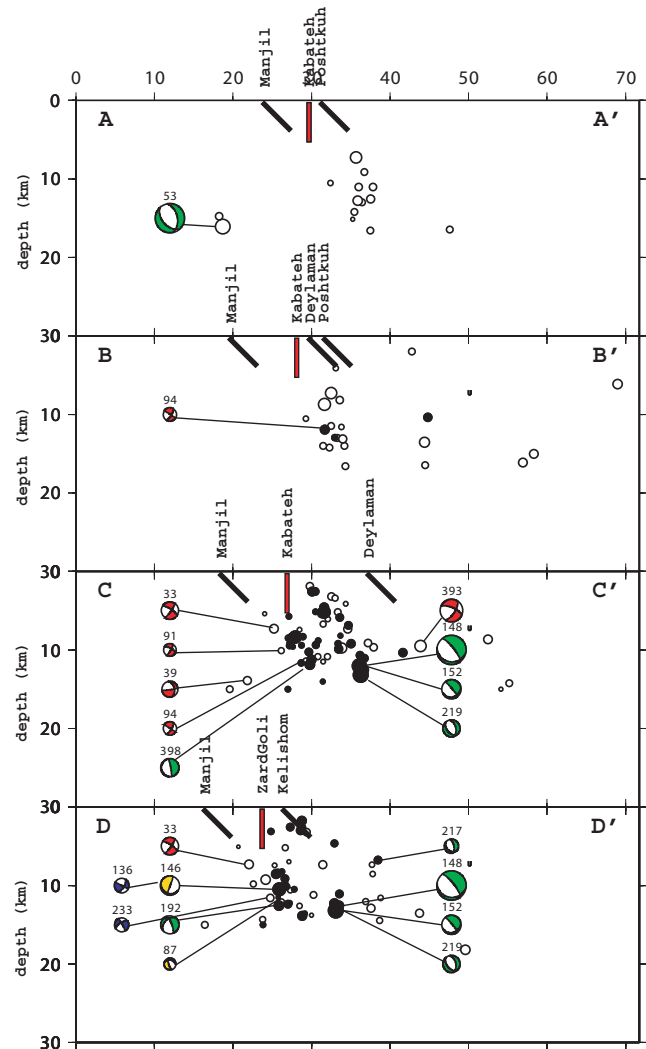 Manjil
Kabateh
Poshtkuh
0 10 20 30 40 50 60 70
0
A A′
10
53
depth (km)
20
Manjil
Kabateh
Deylaman
Poshtkuh
30
B B′
94
10
depth (km)
20
Manjil
Kabateh
Deylaman
30
C C′
33 393
148
91
10
39 152
depth (km)
94 219
20
398
Manjil
ZardGoli
Kelishom
30
D D′
33 217
136 146 148
10
233 192 152
depth (km)
87 219
20
30